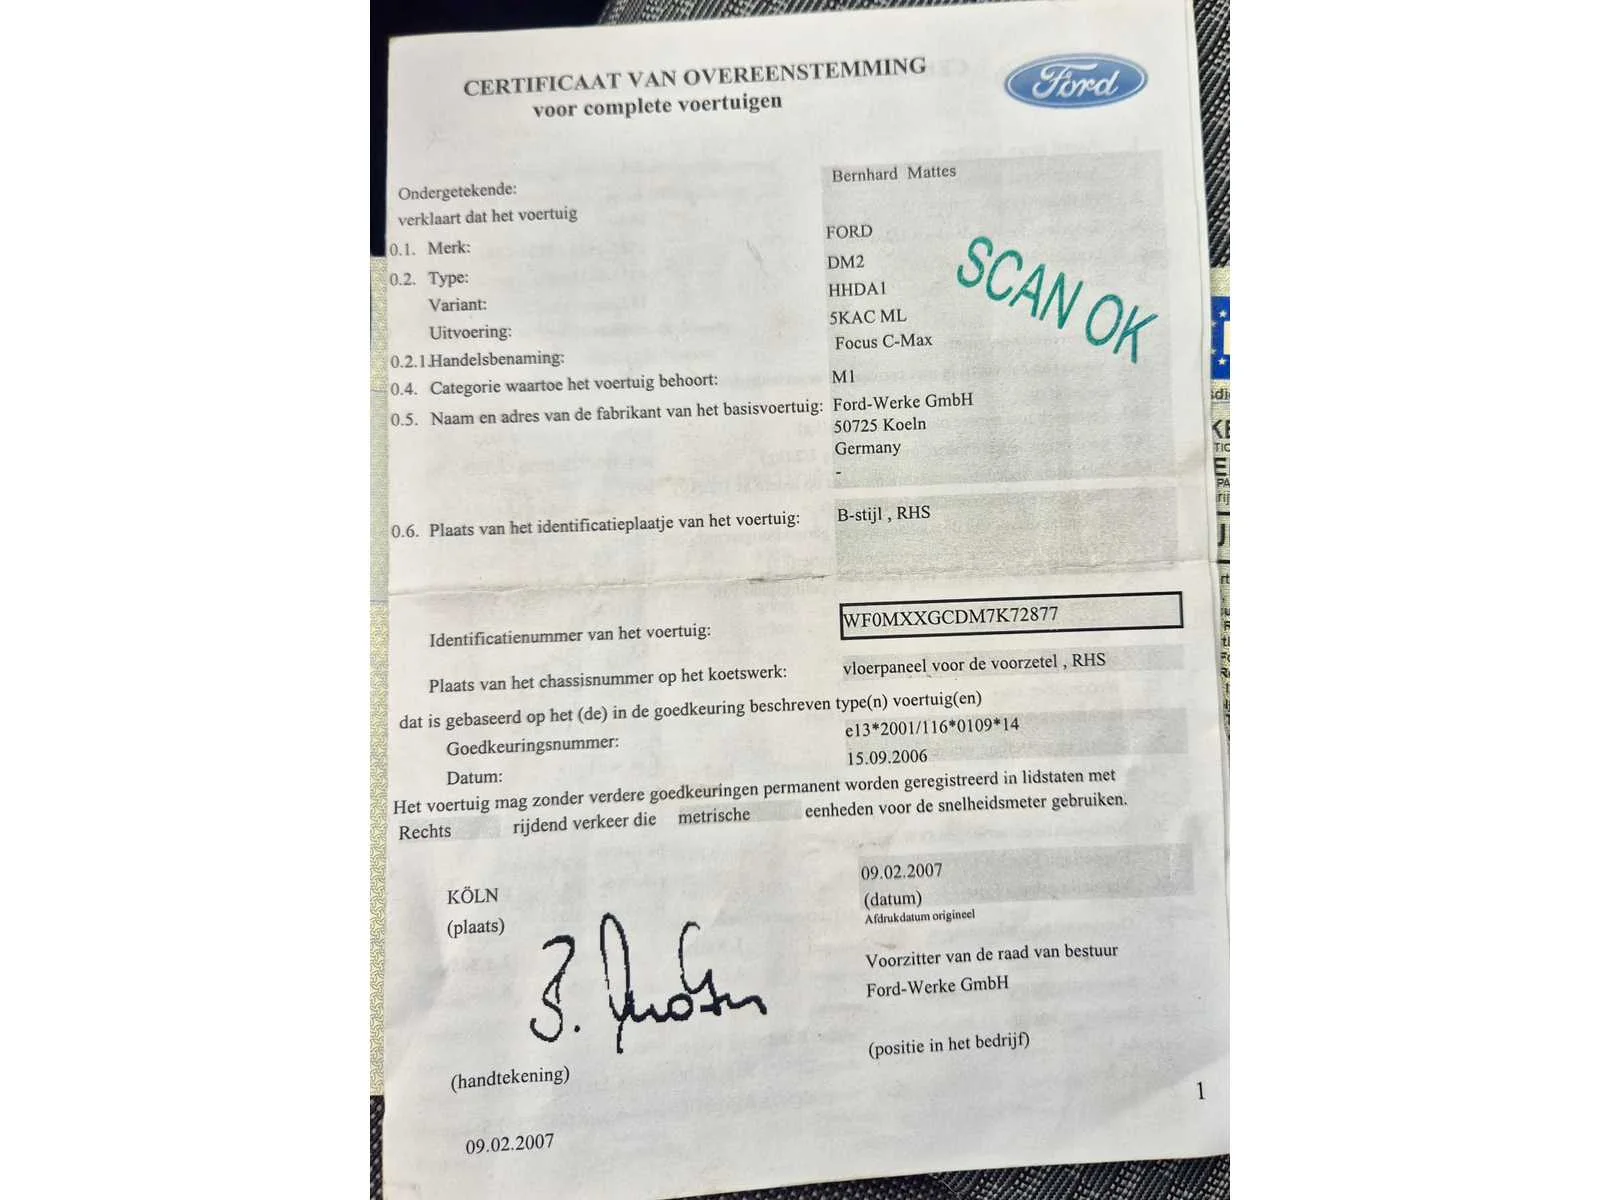 CERTIFICAAT VAN OVEREENSTEMMING
voor complete voertuigen
Ford
Ondergetekende: Bernhard Mattes
verklaart dat het voertuig
0.1. Merk: FORD
0.2. Type: DM2
Variant: HHDA1
Uitvoering: 5KAC ML
0.2.1.Handelsbenaming: Focus C-Max
SCAN OK
0.4. Categorie waartoe het voertuig behoort: M1
0.5. Naam en adres van de fabrikant van het basisvoertuig: Ford-Werke GmbH
50725 Koeln
Germany
-
0.6. Plaats van het identificatieplaatje van het voertuig: B-stijl , RHS
Identificatienummer van het voertuig: WF0MXXGCDM7K72877
Plaats van het chassisnummer op het koetswerk: vloerpaneel voor de voorzetel , RHS
dat is gebaseerd op het (de) in de goedkeuring beschreven type(n) voertuig(en)
Goedkeuringsnummer: e13*2001/116*0109*14
Datum: 15.09.2006
Het voertuig mag zonder verdere goedkeuringen permanent worden geregistreerd in lidstaten met
Rechts rijdend verkeer die metrische eenheden voor de snelheidsmeter gebruiken.
KÖLN 09.02.2007
(plaats) (datum)
Afdrukdatum origineel
Voorzitter van de raad van bestuur
Ford-Werke GmbH
(positie in het bedrijf)
(handtekening)
1
09.02.2007